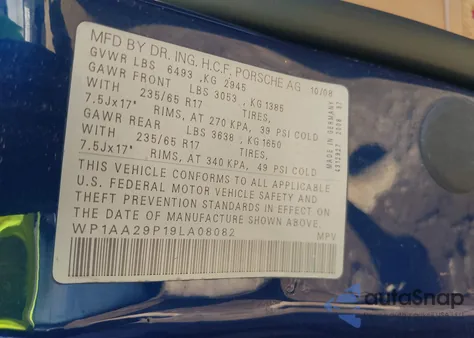 MFD BY DR. ING. H.C.F. PORSCHE AG 10/08
GVWR LBS 6493 , KG 2945
GAWR FRONT LBS 3053 , KG 1385
WITH 235/65 R17 TIRES,
7.5Jx17" RIMS, AT 270 KPA, 39 PSI COLD
GAWR REAR LBS 3638 , KG 1650
WITH 235/65 R17 TIRES,
7.5Jx17" RIMS, AT 340 KPA, 49 PSI COLD
THIS VEHICLE CONFORMS TO ALL APPLICABLE
U.S. FEDERAL MOTOR VEHICLE SAFETY AND
THEFT PREVENTION STANDARDS IN EFFECT ON
THE DATE OF MANUFACTURE SHOWN ABOVE.
WP1AA29P19LA08082 MPV
MADE IN GERMANY
autoSnap